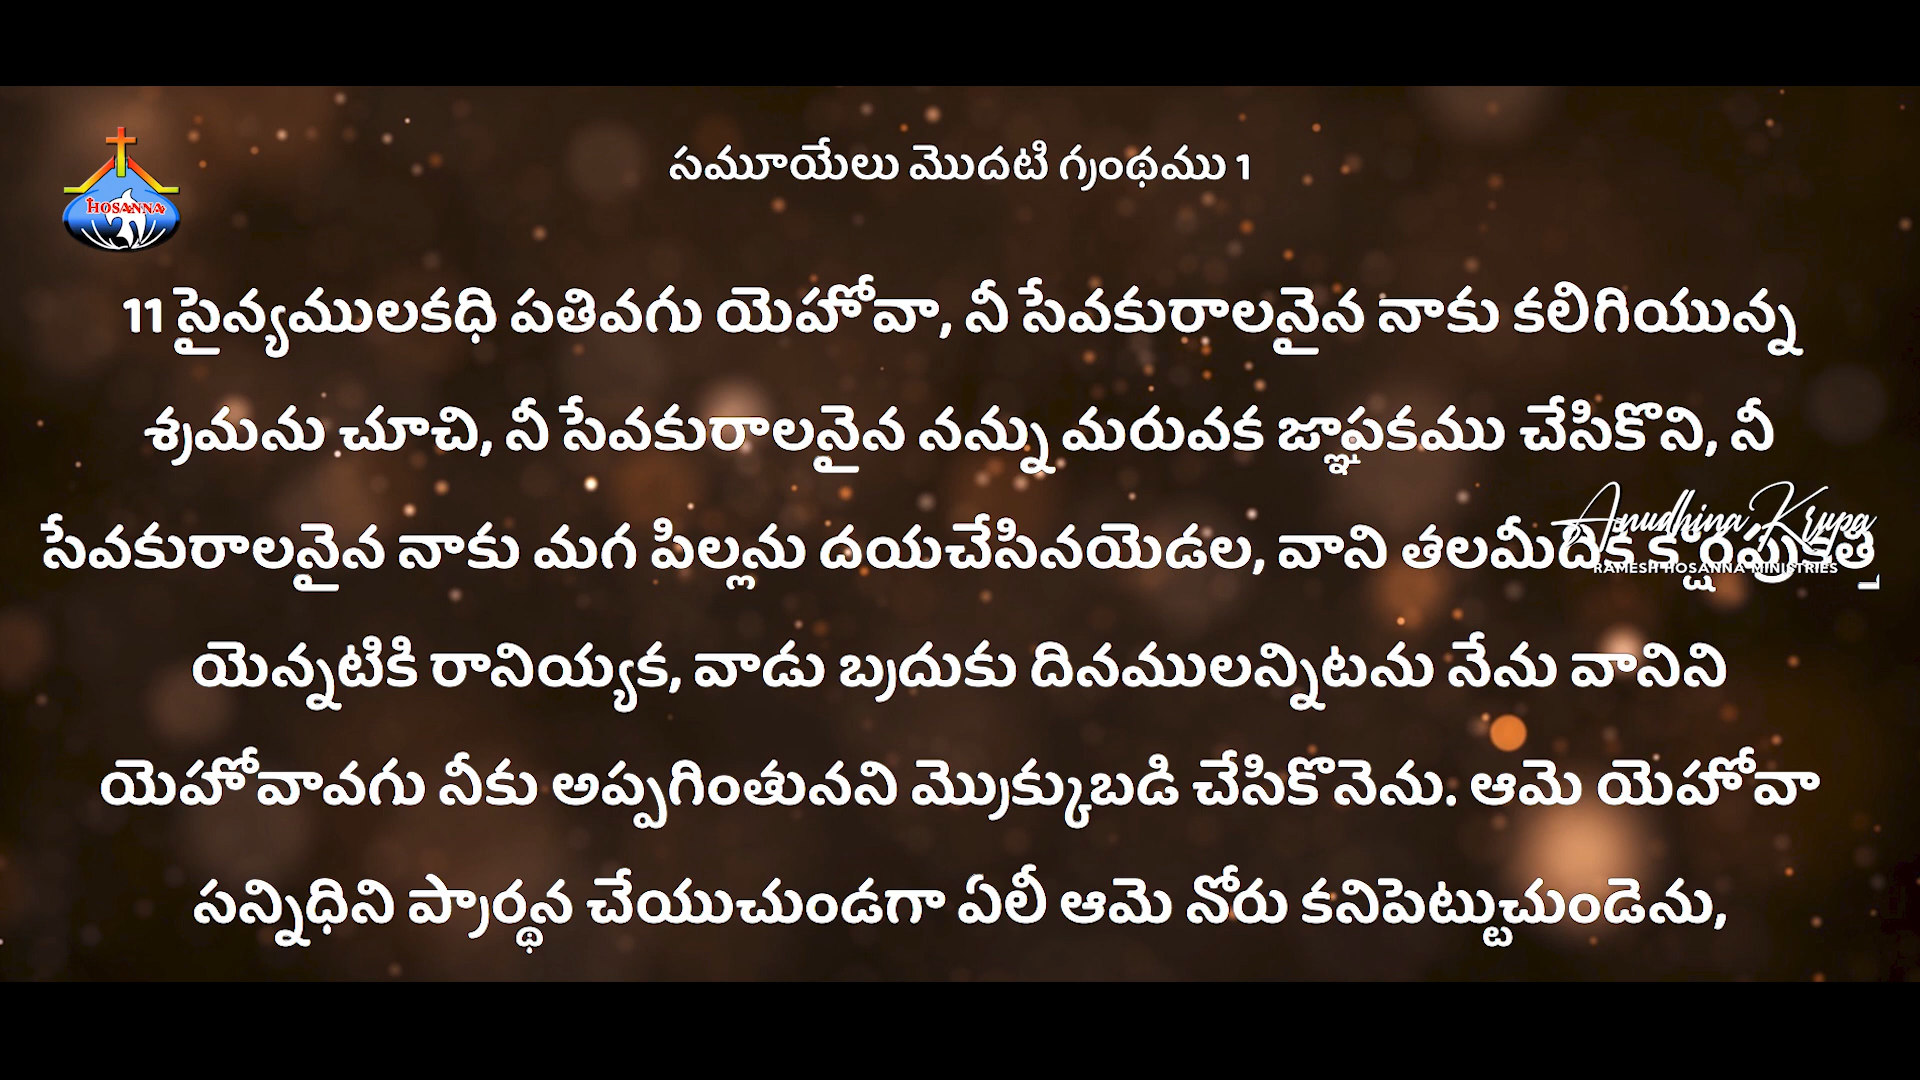 సమూయేలు మొదటి గ్రంథము 1
HOSANNA
11 సైన్యములకధి పతివగు యెహోవా, నీ సేవకురాలనైన నాకు కలిగియున్న
శ్రమను చూచి, నీ సేవకురాలనైన నన్ను మరువక జ్ఞాపకము చేసికొని, నీ
సేవకురాలనైన నాకు మగ పిల్లను దయచేసినయెడల, వాని తలమీదికి క్షౌరపుకత్తి
Anudhina Krupa
RAMESH HOSANNA MINISTRIES
యెన్నటికి రానియ్యక, వాడు బ్రదుకు దినములన్నిటను నేను వానిని
యెహోవావగు నీకు అప్పగింతునని మ్రొక్కుబడి చేసికొనెను. ఆమె యెహోవా
సన్నిధిని ప్రార్థన చేయుచుండగా ఏలీ ఆమె నోరు కనిపెట్టుచుండెను,